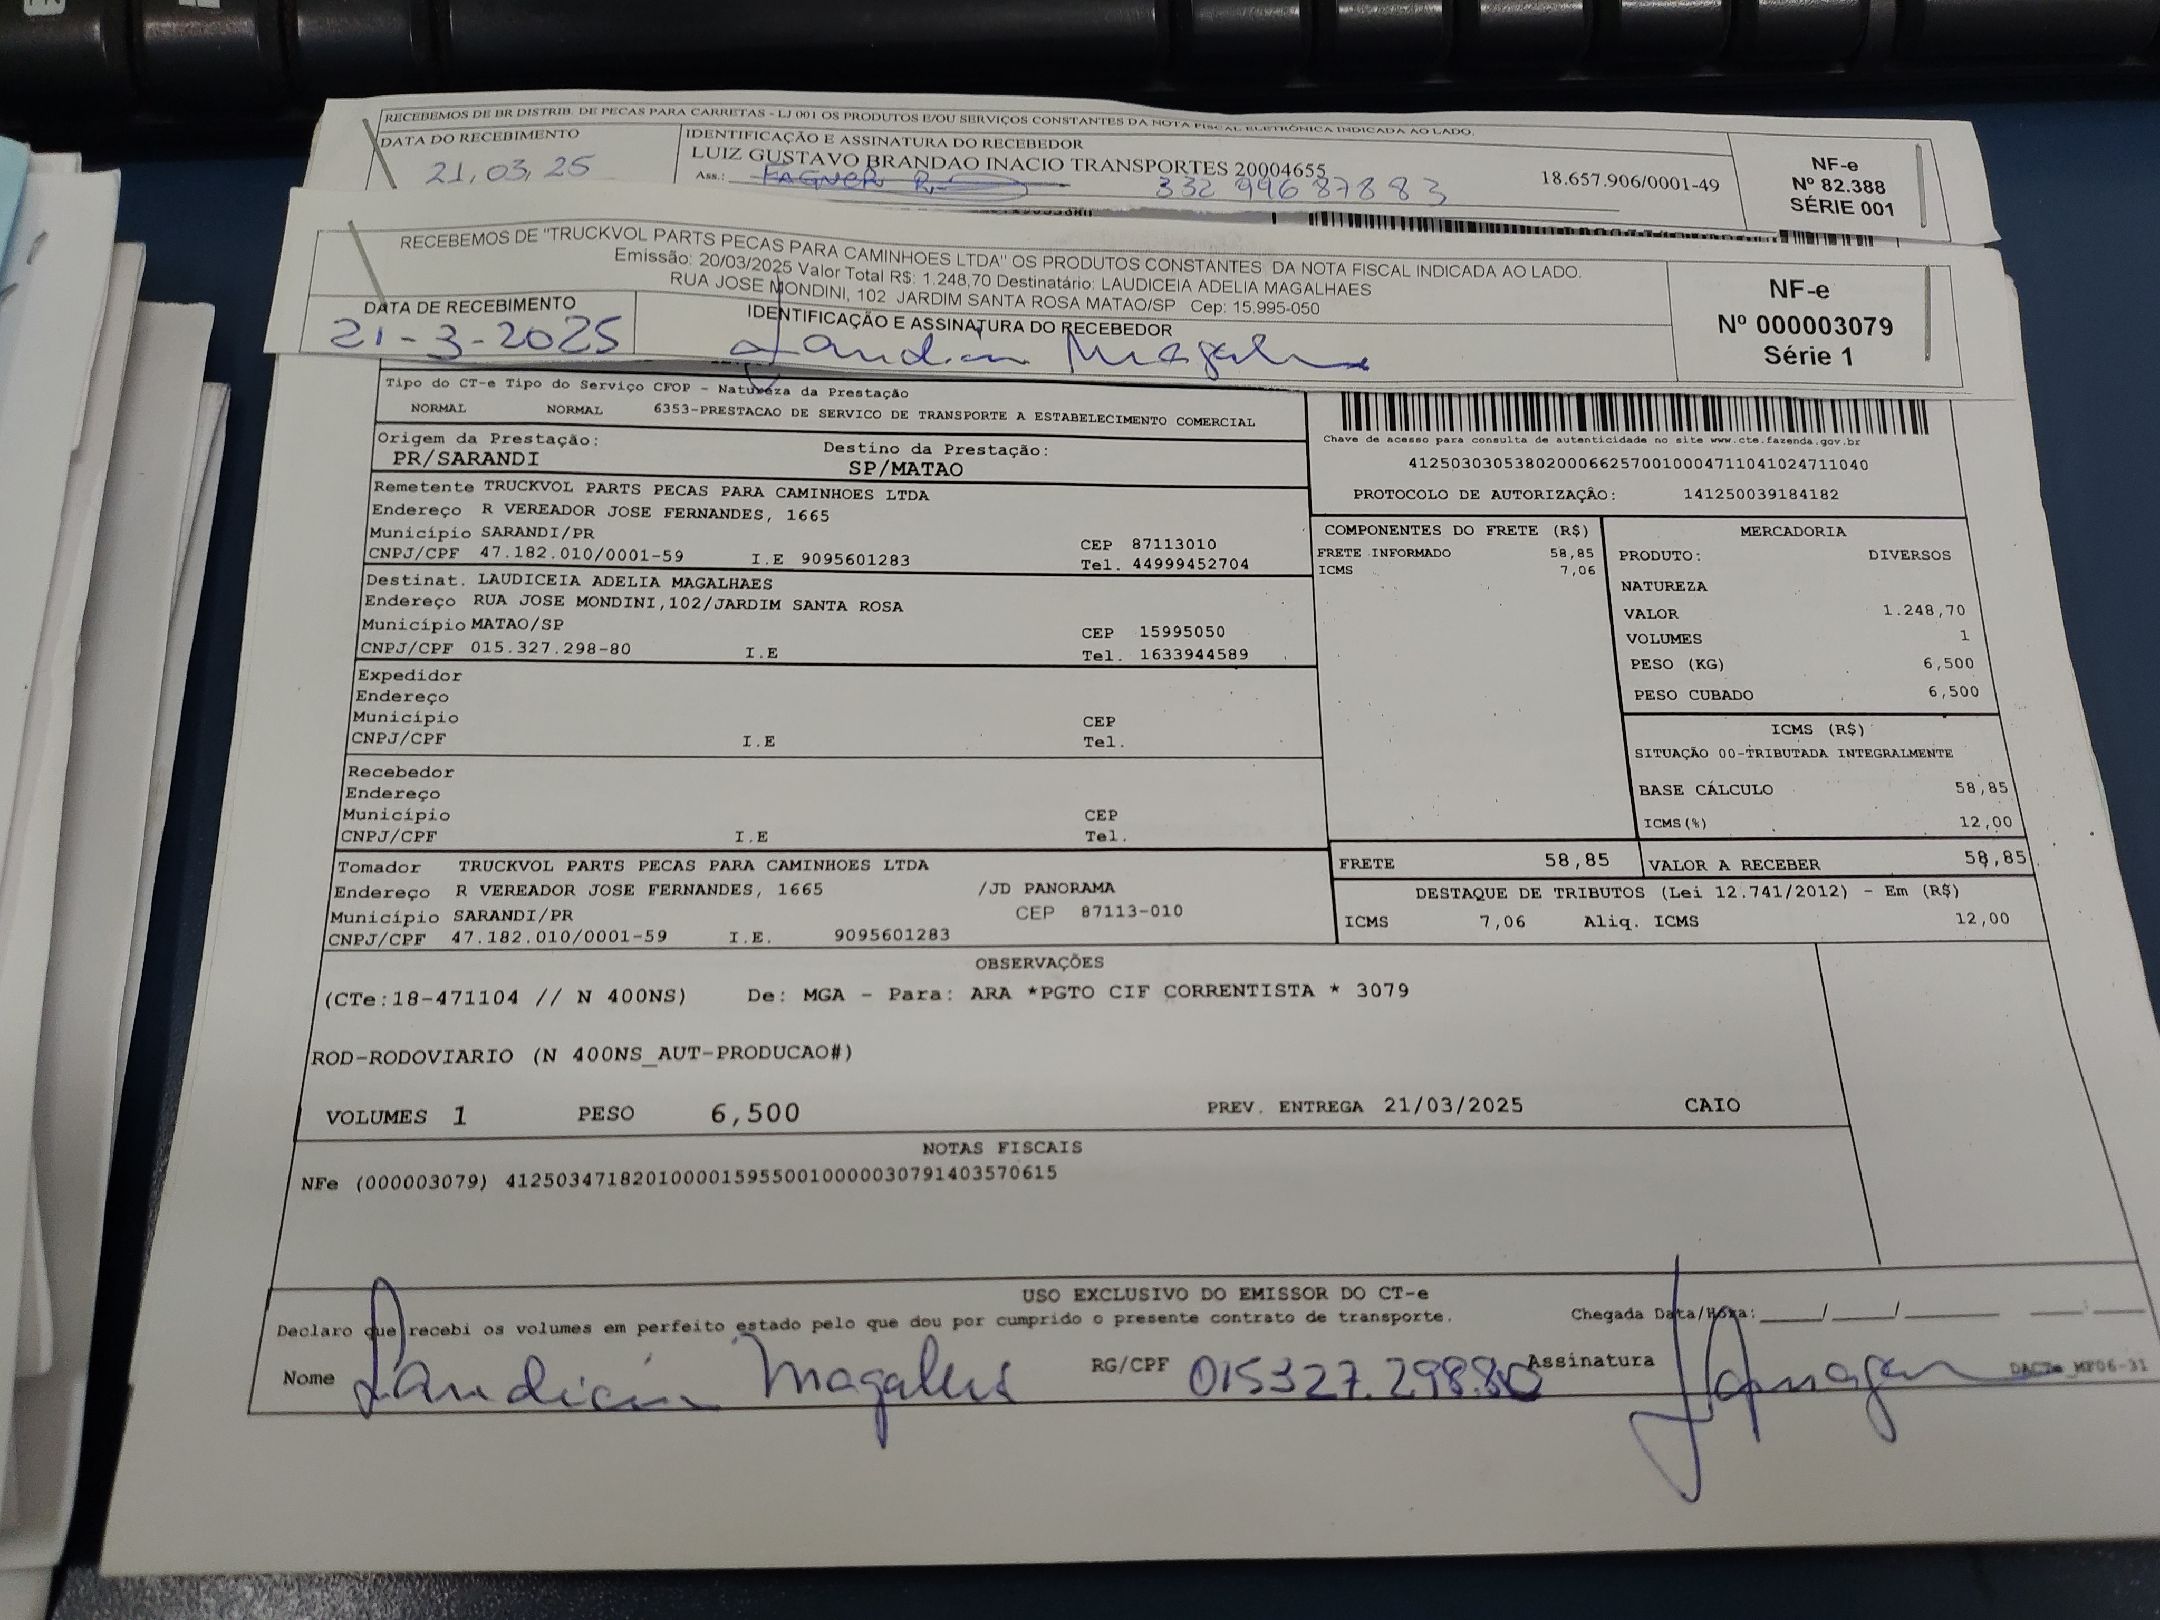 RECEBEMOS DE BR DISTRIB. DE PECAS PARA CARRETAS - LJ 001 OS PRODUTOS E/OU SERVIÇOS CONSTANTES DA NOTA FISCAL ELETRÔNICA INDICADA AO LADO.
DATA DO RECEBIMENTO
21,03,25
IDENTIFICAÇÃO E ASSINATURA DO RECEBEDOR
LUIZ GUSTAVO BRANDAO INACIO TRANSPORTES 20004655
Ass.: FAGNER R. 332 996 878 83
18.657.906/0001-49
NF-e
Nº 82.388
SÉRIE 001
RECEBEMOS DE "TRUCKVOL PARTS PECAS PARA CAMINHOES LTDA" OS PRODUTOS CONSTANTES DA NOTA FISCAL INDICADA AO LADO.
Emissão: 20/03/2025 Valor Total R$: 1.248,70 Destinatário: LAUDICEIA ADELIA MAGALHAES
RUA JOSE MONDINI, 102 JARDIM SANTA ROSA MATAO/SP Cep: 15.995-050
DATA DE RECEBIMENTO
21-3-2025
IDENTIFICAÇÃO E ASSINATURA DO RECEBEDOR
NF-e
Nº 000003079
Série 1
Tipo do CT-e Tipo do Serviço CFOP - Natureza da Prestação
NORMAL NORMAL 6353-PRESTACAO DE SERVICO DE TRANSPORTE A ESTABELECIMENTO COMERCIAL
Origem da Prestação: Destino da Prestação:
PR/SARANDI SP/MATAO
Remetente TRUCKVOL PARTS PECAS PARA CAMINHOES LTDA
Endereço R VEREADOR JOSE FERNANDES, 1665
Município SARANDI/PR CEP 87113010
CNPJ/CPF 47.182.010/0001-59 I.E 9095601283 Tel. 44999452704
Destinat. LAUDICEIA ADELIA MAGALHAES
Endereço RUA JOSE MONDINI,102/JARDIM SANTA ROSA
Município MATAO/SP CEP 15995050
CNPJ/CPF 015.327.298-80 I.E Tel. 1633944589
Expedidor
Endereço
Município CEP
CNPJ/CPF I.E Tel.
Recebedor
Endereço
Município CEP
CNPJ/CPF I.E Tel.
Tomador TRUCKVOL PARTS PECAS PARA CAMINHOES LTDA
Endereço R VEREADOR JOSE FERNANDES, 1665 /JD PANORAMA
Município SARANDI/PR CEP 87113-010
CNPJ/CPF 47.182.010/0001-59 I.E. 9095601283
Chave de acesso para consulta de autenticidade no site www.cte.fazenda.gov.br
41250303053802000662570010004711041024711040
PROTOCOLO DE AUTORIZAÇÃO: 141250039184182
COMPONENTES DO FRETE (R$)
FRETE INFORMADO 58,85
ICMS 7,06
MERCADORIA
PRODUTO: DIVERSOS
NATUREZA
VALOR 1.248,70
VOLUMES 1
PESO (KG) 6,500
PESO CUBADO 6,500
ICMS (R$)
SITUAÇÃO 00-TRIBUTADA INTEGRALMENTE
BASE CÁLCULO 58,85
ICMS(%) 12,00
FRETE 58,85 VALOR A RECEBER 58,85
DESTAQUE DE TRIBUTOS (Lei 12.741/2012) - Em (R$)
ICMS 7,06 Aliq. ICMS 12,00
OBSERVAÇÕES
(CTe:18-471104 // N 400NS) De: MGA - Para: ARA *PGTO CIF CORRENTISTA * 3079
ROD-RODOVIARIO (N 400NS_AUT-PRODUCAO#)
VOLUMES 1 PESO 6,500 PREV. ENTREGA 21/03/2025 CAIO
NOTAS FISCAIS
NFe (000003079) 41250347182010000159550010000030791403570615
USO EXCLUSIVO DO EMISSOR DO CT-e
Declaro que recebi os volumes em perfeito estado pelo que dou por cumprido o presente contrato de transporte. Chegada Data/Hora: ____/____/______ ____:____
Nome Laudiceia Magalhães RG/CPF 015327.298.80 Assinatura